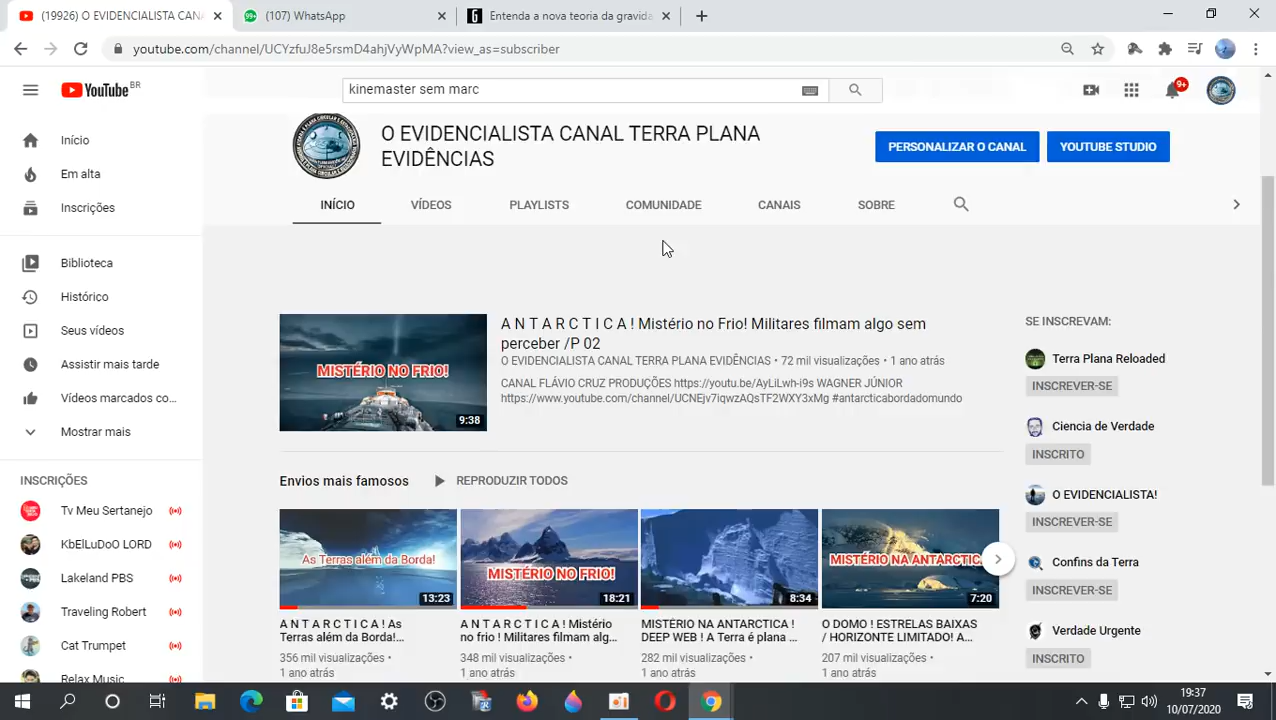 (19926) O EVIDENCIALISTA CANA
(107) WhatsApp
Entenda a nova teoria da gravida
youtube.com/channel/UCYzfuJ8e5rsmD4ahjVyWpMA?view_as=subscriber
YouTube BR
kinemaster sem marc
9+
Início
Em alta
Inscrições
Biblioteca
Histórico
Seus vídeos
Assistir mais tarde
Vídeos marcados co...
Mostrar mais
INSCRIÇÕES
Tv Meu Sertanejo
KbElLuDoO LORD
Lakeland PBS
Traveling Robert
Cat Trumpet
Relax Music
O EVIDENCIALISTA CANAL TERRA PLANA
EVIDÊNCIAS
PERSONALIZAR O CANAL
YOUTUBE STUDIO
INÍCIO
VÍDEOS
PLAYLISTS
COMUNIDADE
CANAIS
SOBRE
MISTÉRIO NO FRIO!
9:38
A N T A R C T I C A ! Mistério no Frio! Militares filmam algo sem
perceber /P 02
O EVIDENCIALISTA CANAL TERRA PLANA EVIDÊNCIAS • 72 mil visualizações • 1 ano atrás
CANAL FLÁVIO CRUZ PRODUÇÕES https://youtu.be/AyLiLwh-i9s WAGNER JÚNIOR
https://www.youtube.com/channel/UCNEjv7iqwzAQsTF2WXY3xMg #antarcticabordadomundo
Envios mais famosos
REPRODUZIR TODOS
As Terras além da Borda!
13:23
A N T A R C T I C A ! As
Terras além da Borda!...
356 mil visualizações •
1 ano atrás
MISTÉRIO NO FRIO!
18:21
A N T A R C T I C A ! Mistério
no frio ! Militares filmam alg...
348 mil visualizações •
1 ano atrás
8:34
MISTÉRIO NA ANTARCTICA !
DEEP WEB ! A Terra é plana ...
282 mil visualizações •
1 ano atrás
MISTÉRIO NA ANTARCTIC
7:20
O DOMO ! ESTRELAS BAIXAS
/ HORIZONTE LIMITADO! A...
207 mil visualizações •
1 ano atrás
SE INSCREVAM:
Terra Plana Reloaded
INSCREVER-SE
Ciencia de Verdade
INSCRITO
O EVIDENCIALISTA!
INSCREVER-SE
Confins da Terra
INSCREVER-SE
Verdade Urgente
INSCRITO
19:37
10/07/2020